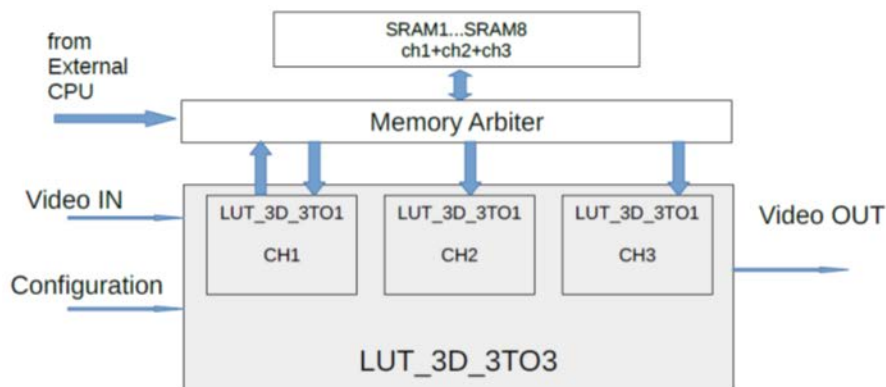 SRAM1...SRAM8
ch1+ch2+ch3
from
External
CPU
Memory Arbiter
Video IN
LUT_3D_3TO1
CH1
LUT_3D_3TO1
CH2
LUT_3D_3TO1
CH3
Video OUT
Configuration
LUT_3D_3TO3